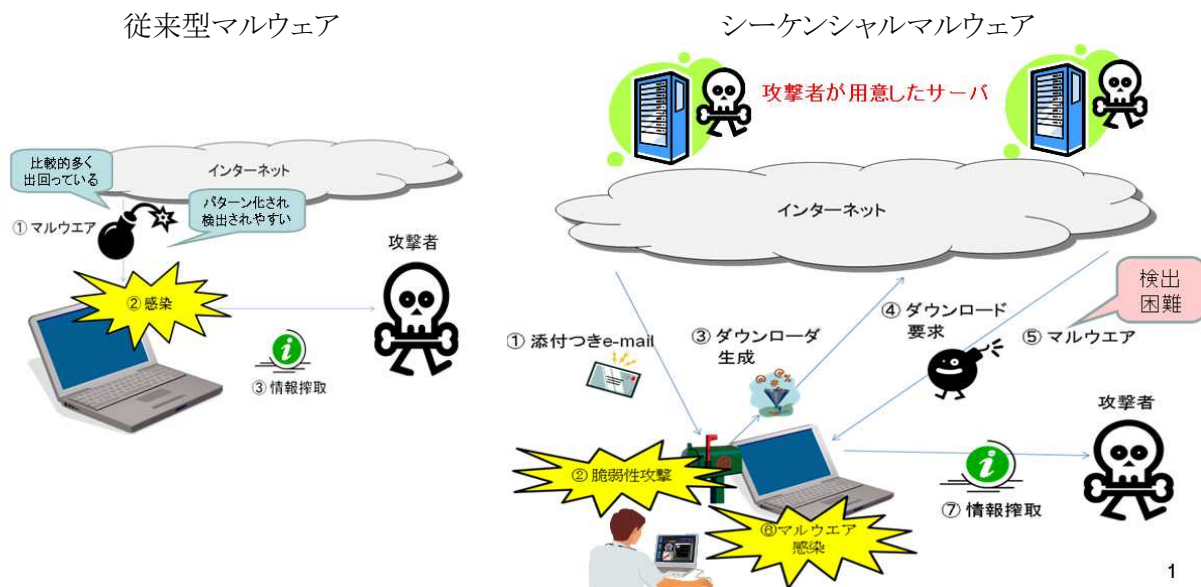 従来型マルウェア
シーケンシャルマルウェア
攻撃者が用意したサーバ
比較的多く
出回っている
インターネット
パターン化され
検出されやすい
①マルウエア
攻撃者
②感染
③情報搾取
インターネット
検出
困難
①添付つきe-mail
③ダウンローダ
生成
④ダウンロード
要求
⑤マルウエア
攻撃者
②脆弱性攻撃
⑥マルウエア
感染
⑦情報搾取
1